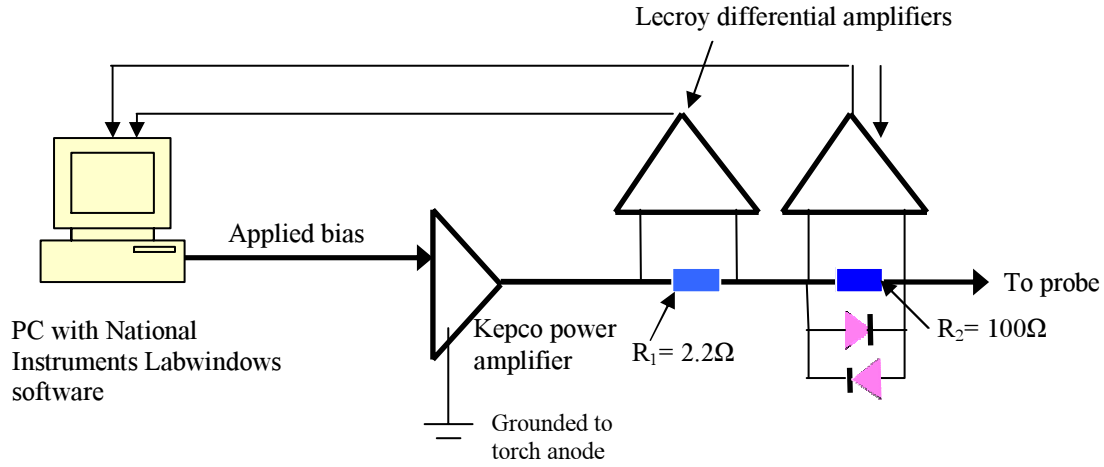 Lecroy differential amplifiers
Applied bias
To probe
PC with National
Instruments Labwindows
software
Kepco power
amplifier
R₁= 2.2Ω
R₂= 100Ω
Grounded to
torch anode